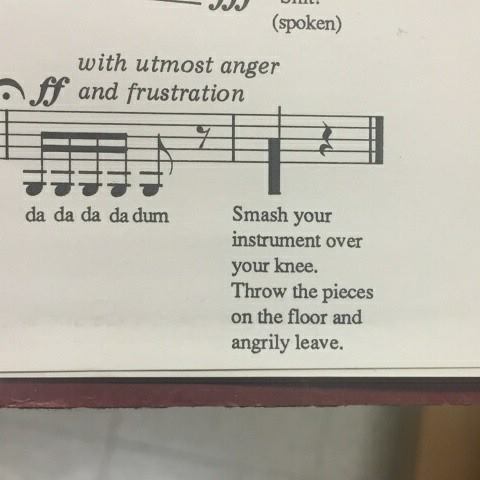 fff
(spoken)
with utmost anger
ff and frustration
da da da da dum
Smash your
instrument over
your knee.
Throw the pieces
on the floor and
angrily leave.